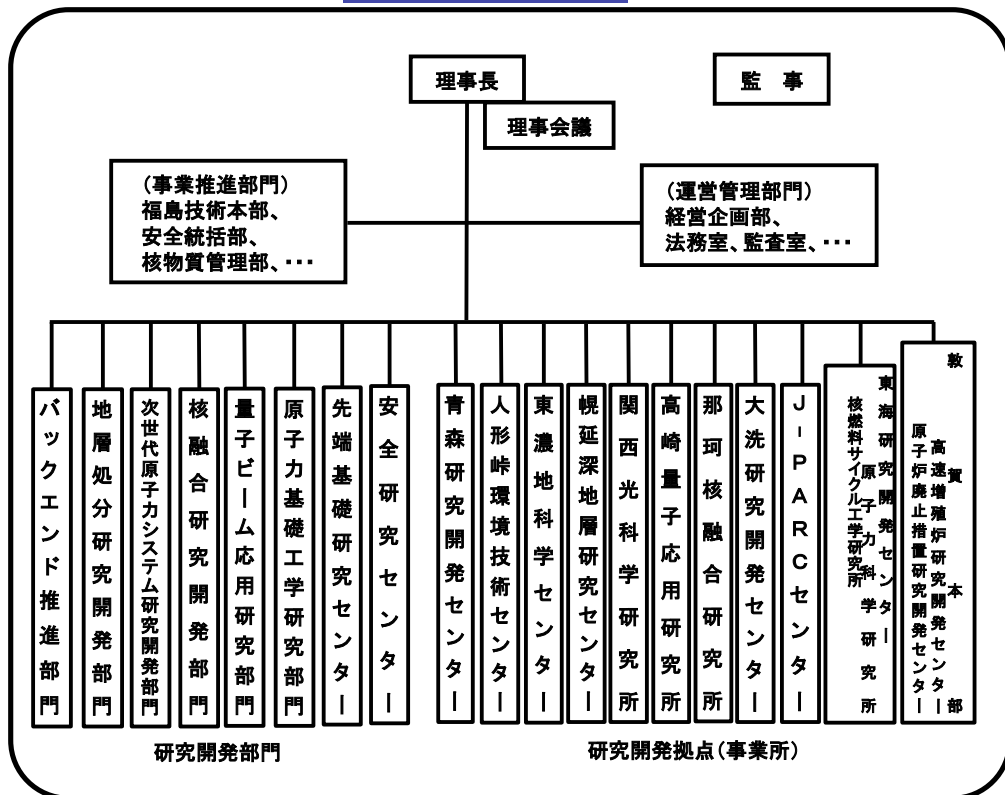 理事長
監　事
理事会議
(事業推進部門)
福島技術本部、
安全統括部、
核物質管理部、･･･
(運営管理部門)
経営企画部、
法務室、監査室、･･･
バックエンド推進部門
地層処分研究開発部門
次世代原子力システム研究開発部門
核融合研究開発部門
量子ビーム応用研究部門
原子力基礎工学研究部門
先端基礎研究センター
安全研究センター
青森研究開発センター
人形峠環境技術センター
東濃地科学センター
幌延深地層研究センター
関西光科学研究所
高崎量子応用研究所
那珂核融合研究所
大洗研究開発センター
J-PARCセンター
東海研究開発センター
原子力科学研究所
核燃料サイクル工学研究所
敦賀本部
高速増殖炉研究開発センター
原子炉廃止措置研究開発センター
研究開発部門
研究開発拠点(事業所)